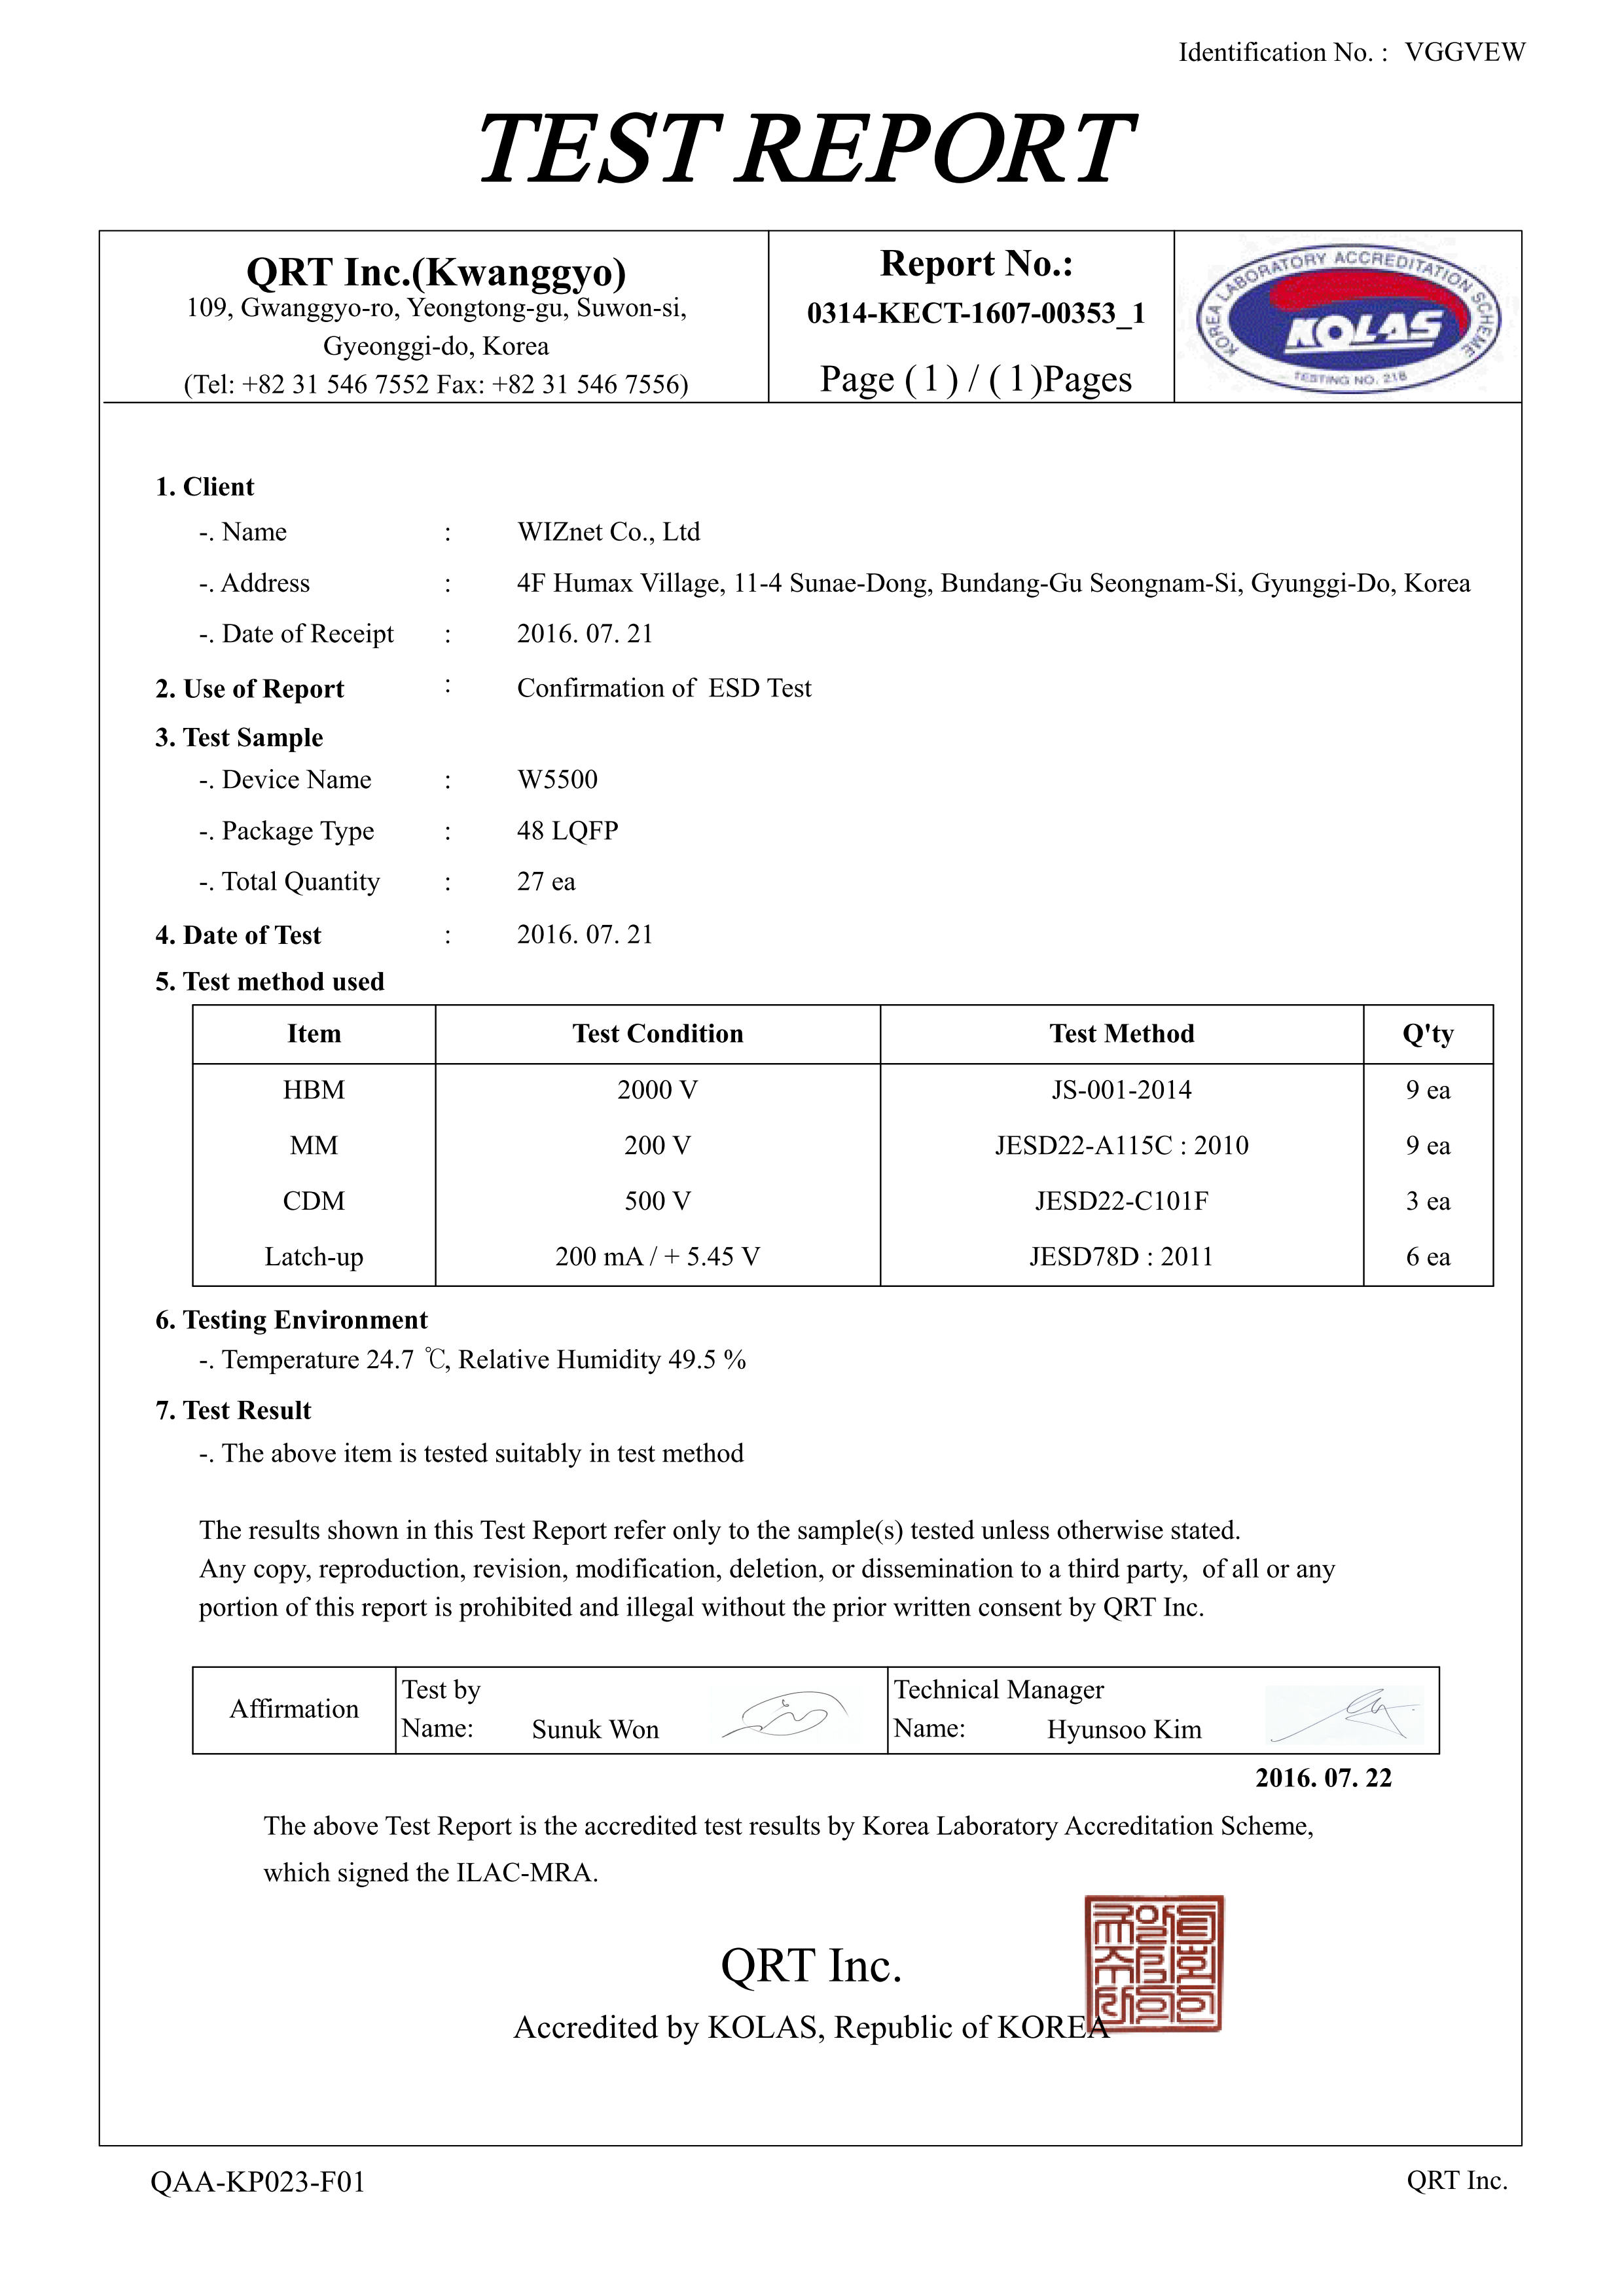 Identification No. : VGGVEW
TEST REPORT
QRT Inc.(Kwanggyo)
109, Gwanggyo-ro, Yeongtong-gu, Suwon-si,
Gyeonggi-do, Korea
(Tel: +82 31 546 7552 Fax: +82 31 546 7556)
Report No.:
0314-KECT-1607-00353_1
Page ( 1 ) / ( 1 )Pages
KOREA LABORATORY ACCREDITATION SCHEME
KOLAS
TESTING NO. 218
1. Client
-. Name : WIZnet Co., Ltd
-. Address : 4F Humax Village, 11-4 Sunae-Dong, Bundang-Gu Seongnam-Si, Gyunggi-Do, Korea
-. Date of Receipt : 2016. 07. 21
2. Use of Report : Confirmation of ESD Test
3. Test Sample
-. Device Name : W5500
-. Package Type : 48 LQFP
-. Total Quantity : 27 ea
4. Date of Test : 2016. 07. 21
5. Test method used
Item Test Condition Test Method Q'ty
HBM 2000 V JS-001-2014 9 ea
MM 200 V JESD22-A115C : 2010 9 ea
CDM 500 V JESD22-C101F 3 ea
Latch-up 200 mA / + 5.45 V JESD78D : 2011 6 ea
6. Testing Environment
-. Temperature 24.7 ℃, Relative Humidity 49.5 %
7. Test Result
-. The above item is tested suitably in test method
The results shown in this Test Report refer only to the sample(s) tested unless otherwise stated.
Any copy, reproduction, revision, modification, deletion, or dissemination to a third party, of all or any
portion of this report is prohibited and illegal without the prior written consent by QRT Inc.
Affirmation
Test by
Name: Sunuk Won
Technical Manager
Name: Hyunsoo Kim
2016. 07. 22
The above Test Report is the accredited test results by Korea Laboratory Accreditation Scheme,
which signed the ILAC-MRA.
QRT Inc.
Accredited by KOLAS, Republic of KOREA
QAA-KP023-F01
QRT Inc.